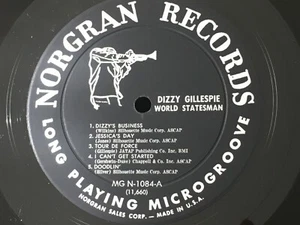 NORGRAN RECORDS
DIZZY GILLESPIE
WORLD STATESMAN
1. DIZZY'S BUSINESS
(Wilkins) Silhouette Music Corp. ASCAP
2. JESSICA'S DAY
(Jones) Silhouette Music Corp. ASCAP
3. TOUR DE FORCE
(Gillespie) JATAP Publishing Co. Inc. BMI
4. I CAN'T GET STARTED
(Gershwin-Duke) Chappell & Co. Inc. ASCAP
5. DOODLIN'
(Silver) Silhouette Music Corp. ASCAP
MG N-1084-A
(11,660)
LONG PLAYING MICROGROOVE
NORGRAN SALES CORP. — MADE IN U.S.A.